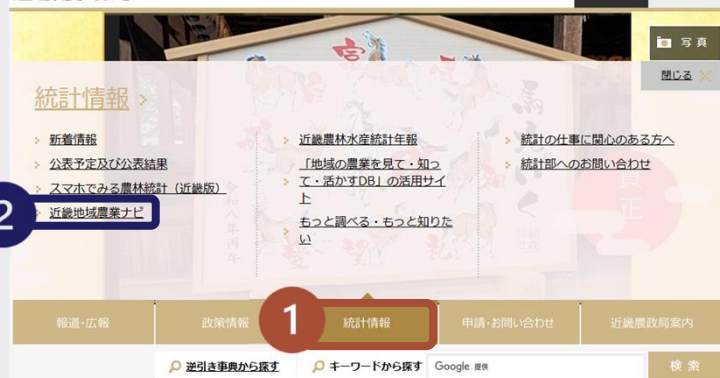 写真
閉じる
統計情報
新着情報
公表予定及び公表結果
スマホでみる農林統計（近畿版）
2
近畿地域農業ナビ
近畿農林水産統計年報
「地域の農業を見て・知っ
て・活かすDB」の活用サイ
ト
もっと調べる・もっと知りた
い
統計の仕事に関心のある方へ
統計部へのお問い合わせ
令和八年丙午
報道・広報
政策情報
1
統計情報
申請・お問い合わせ
近畿農政局案内
逆引き事典から探す
キーワードから探す
Google 提供
検索